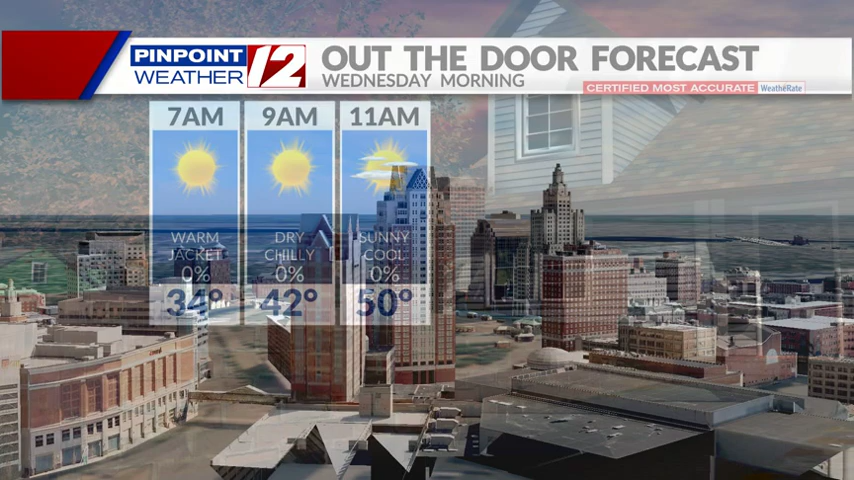 PINPOINT
WEATHER 12
OUT THE DOOR FORECAST
WEDNESDAY MORNING
CERTIFIED MOST ACCURATE WeatheRate
7AM 9AM 11AM
WARM DRY SUNNY
JACKET CHILLY COOL
0% 0% 0%
34° 42° 50°